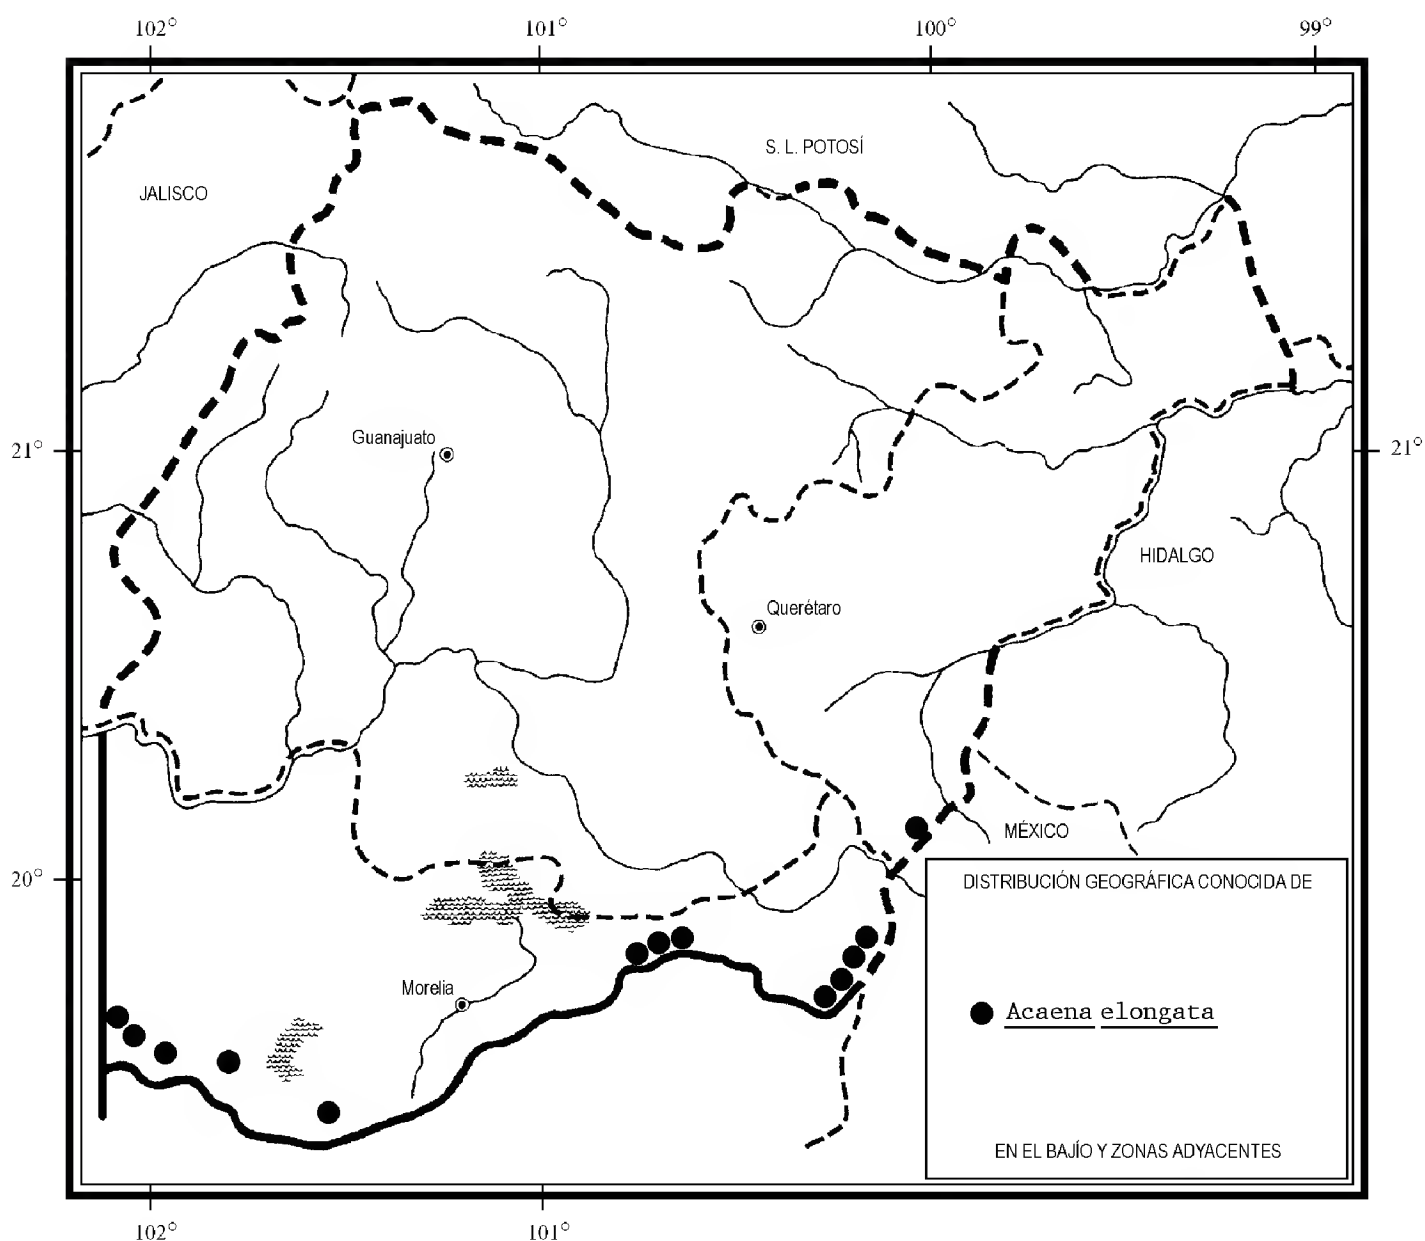 102° 101° 100° 99°
S. L. POTOSÍ
JALISCO
Guanajuato
21° 21°
HIDALGO
Querétaro
MÉXICO
20°
DISTRIBUCIÓN GEOGRÁFICA CONOCIDA DE
Morelia
Acaena elongata
EN EL BAJÍO Y ZONAS ADYACENTES
102° 101°